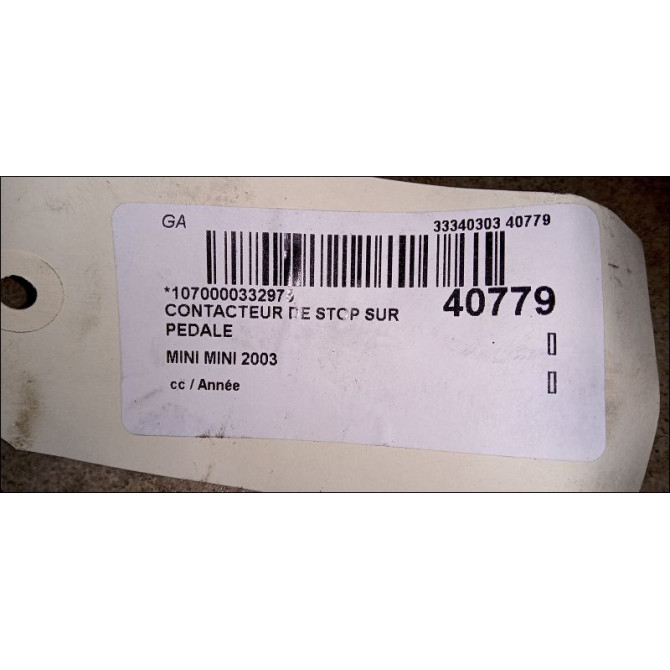 GA 33340303 40779
*1070000332979 40779
CONTACTEUR DE STOP SUR
PEDALE
MINI MINI 2003
cc / Année